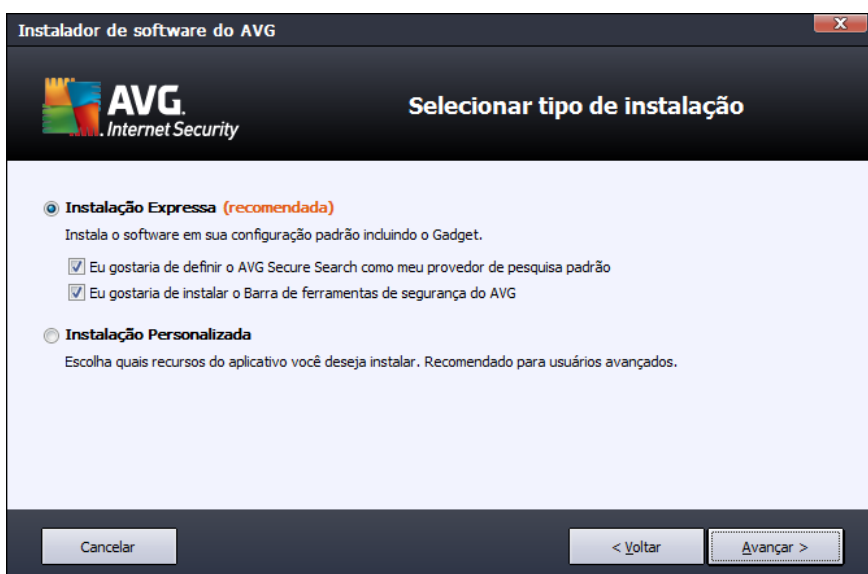 Instalador de software do AVG
X
AVG.
Internet Security
Selecionar tipo de instalação
Instalação Expressa (recomendada)
Instala o software em sua configuração padrão incluindo o Gadget.
Eu gostaria de definir o AVG Secure Search como meu provedor de pesquisa padrão
Eu gostaria de instalar o Barra de ferramentas de segurança do AVG
Instalação Personalizada
Escolha quais recursos do aplicativo você deseja instalar. Recomendado para usuários avançados.
Cancelar
< Voltar
Avançar >